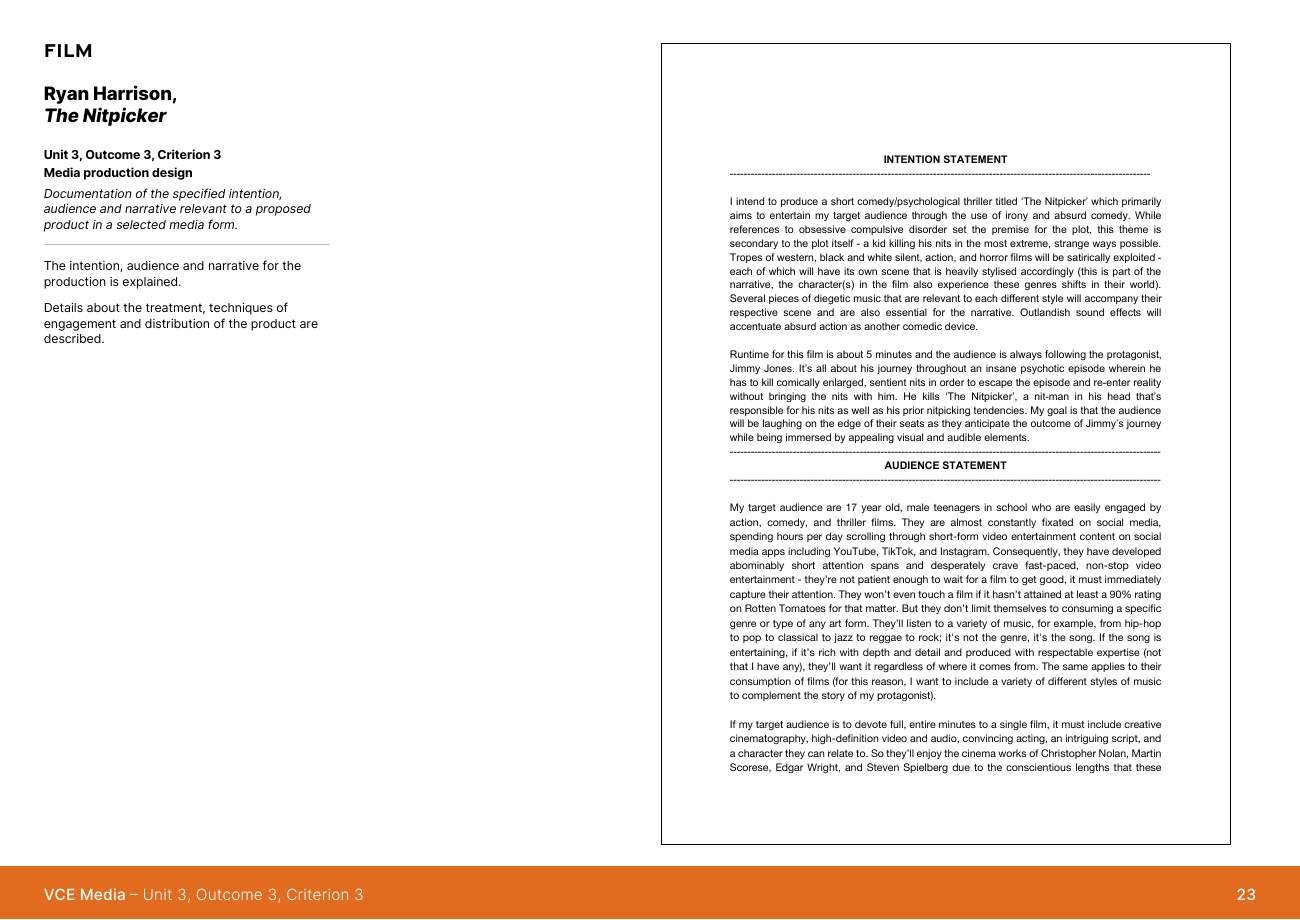 FILM
Ryan Harrison,
The Nitpicker
Unit 3, Outcome 3, Criterion 3
Media production design
Documentation of the specified intention,
audience and narrative relevant to a proposed
product in a selected media form.
The intention, audience and narrative for the
production is explained.
Details about the treatment, techniques of
engagement and distribution of the product are
described.
INTENTION STATEMENT
I intend to produce a short comedy/psychological thriller titled ‘The Nitpicker’ which primarily
aims to entertain my target audience through the use of irony and absurd comedy. While
references to obsessive compulsive disorder set the premise for the plot, this theme is
secondary to the plot itself - a kid killing his nits in the most extreme, strange ways possible.
Tropes of western, black and white silent, action, and horror films will be satirically exploited -
each of which will have its own scene that is heavily stylised accordingly (this is part of the
narrative, the character(s) in the film also experience these genres shifts in their world).
Several pieces of diegetic music that are relevant to each different style will accompany their
respective scene and are also essential for the narrative. Outlandish sound effects will
accentuate absurd action as another comedic device.
Runtime for this film is about 5 minutes and the audience is always following the protagonist,
Jimmy Jones. It’s all about his journey throughout an insane psychotic episode wherein he
has to kill comically enlarged, sentient nits in order to escape the episode and re-enter reality
without bringing the nits with him. He kills ‘The Nitpicker’, a nit-man in his head that’s
responsible for his nits as well as his prior nitpicking tendencies. My goal is that the audience
will be laughing on the edge of their seats as they anticipate the outcome of Jimmy’s journey
while being immersed by appealing visual and audible elements.
AUDIENCE STATEMENT
My target audience are 17 year old, male teenagers in school who are easily engaged by
action, comedy, and thriller films. They are almost constantly fixated on social media,
spending hours per day scrolling through short-form video entertainment content on social
media apps including YouTube, TikTok, and Instagram. Consequently, they have developed
abominably short attention spans and desperately crave fast-paced, non-stop video
entertainment - they’re not patient enough to wait for a film to get good, it must immediately
capture their attention. They won’t even touch a film if it hasn’t attained at least a 90% rating
on Rotten Tomatoes for that matter. But they don’t limit themselves to consuming a specific
genre or type of any art form. They’ll listen to a variety of music, for example, from hip-hop
to pop to classical to jazz to reggae to rock; it’s not the genre, it’s the song. If the song is
entertaining, if it’s rich with depth and detail and produced with respectable expertise (not
that I have any), they’ll want it regardless of where it comes from. The same applies to their
consumption of films (for this reason, I want to include a variety of different styles of music
to complement the story of my protagonist).
If my target audience is to devote full, entire minutes to a single film, it must include creative
cinematography, high-definition video and audio, convincing acting, an intriguing script, and
a character they can relate to. So they’ll enjoy the cinema works of Christopher Nolan, Martin
Scorese, Edgar Wright, and Steven Spielberg due to the conscientious lengths that these
VCE Media – Unit 3, Outcome 3, Criterion 3
23